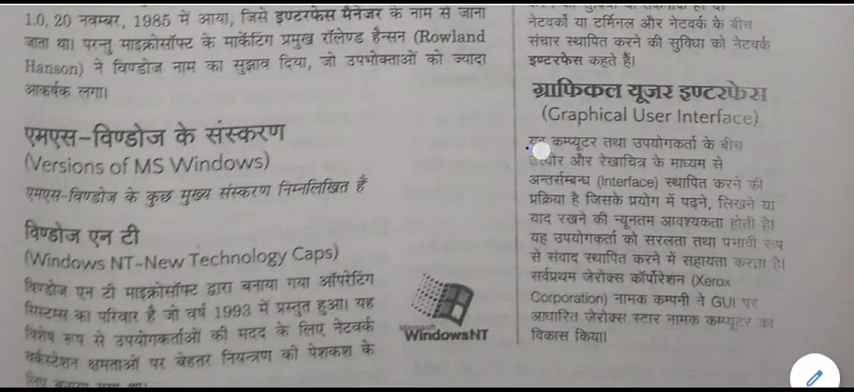 1.0, 20 नवम्बर, 1985 में आया, जिसे इण्टरफेस मैनेजर के नाम से जाना
जाता था। परन्तु माइक्रोसॉफ्ट के मार्केटिंग प्रमुख रॉलेण्ड हैन्सन (Rowland
Hanson) ने विण्डोज नाम का सुझाव दिया, जो उपभोक्ताओं को ज्यादा
आकर्षक लगा।
एमएस-विण्डोज के संस्करण
(Versions of MS Windows)
एमएस-विण्डोज के कुछ मुख्य संस्करण निम्नलिखित हैं
विण्डोज एन टी
(Windows NT-New Technology Caps)
विण्डोज एन टी माइक्रोसॉफ्ट द्वारा बनाया गया ऑपरेटिंग
सिस्टम्स का परिवार है जो वर्ष 1993 में प्रस्तुत हुआ। यह
विशेष रूप से उपयोगकर्ताओं की मदद के लिए नेटवर्क
वर्कस्टेशन क्षमताओं पर बेहतर नियन्त्रण की पेशकश के
Microsoft
WindowsNT
नेटवर्कों या टर्मिनल और नेटवर्क के बीच
संचार स्थापित करने की सुविधा को नेटवर्क
इण्टरफेस कहते हैं।
ग्राफिकल यूजर इण्टरफेस
(Graphical User Interface)
यह कम्प्यूटर तथा उपयोगकर्ता के बीच
और रेखाचित्र के माध्यम से
अन्तर्सम्बन्ध (Interface) स्थापित करने की
प्रक्रिया है जिसके प्रयोग में पढ़ने, लिखने या
याद रखने की न्यूनतम आवश्यकता होती है।
यह उपयोगकर्ता को सरलता तथा प्रभावी रूप
से संवाद स्थापित करने में सहायता करता है।
सर्वप्रथम जेरोक्स कॉर्पोरेशन (Xerox
Corporation) नामक कम्पनी ने GUI पर
आधारित जेरोक्स स्टार नामक कम्प्यूटर का
विकास किया।